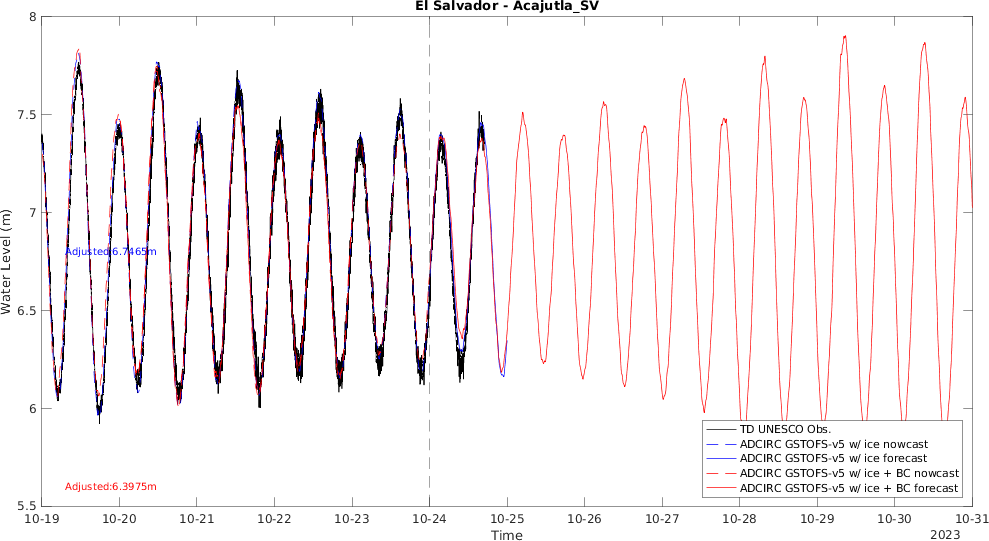 El Salvador - Acajutla_SV
8
7.5
7
6.5
6
5.5
Water Level (m)
Adjusted:6.7465m
Adjusted:6.3975m
TD UNESCO Obs.
ADCIRC GSTOFS-v5 w/ ice nowcast
ADCIRC GSTOFS-v5 w/ ice forecast
ADCIRC GSTOFS-v5 w/ ice + BC nowcast
ADCIRC GSTOFS-v5 w/ ice + BC forecast
10-19 10-20 10-21 10-22 10-23 10-24 10-25 10-26 10-27 10-28 10-29 10-30 10-31
Time
2023